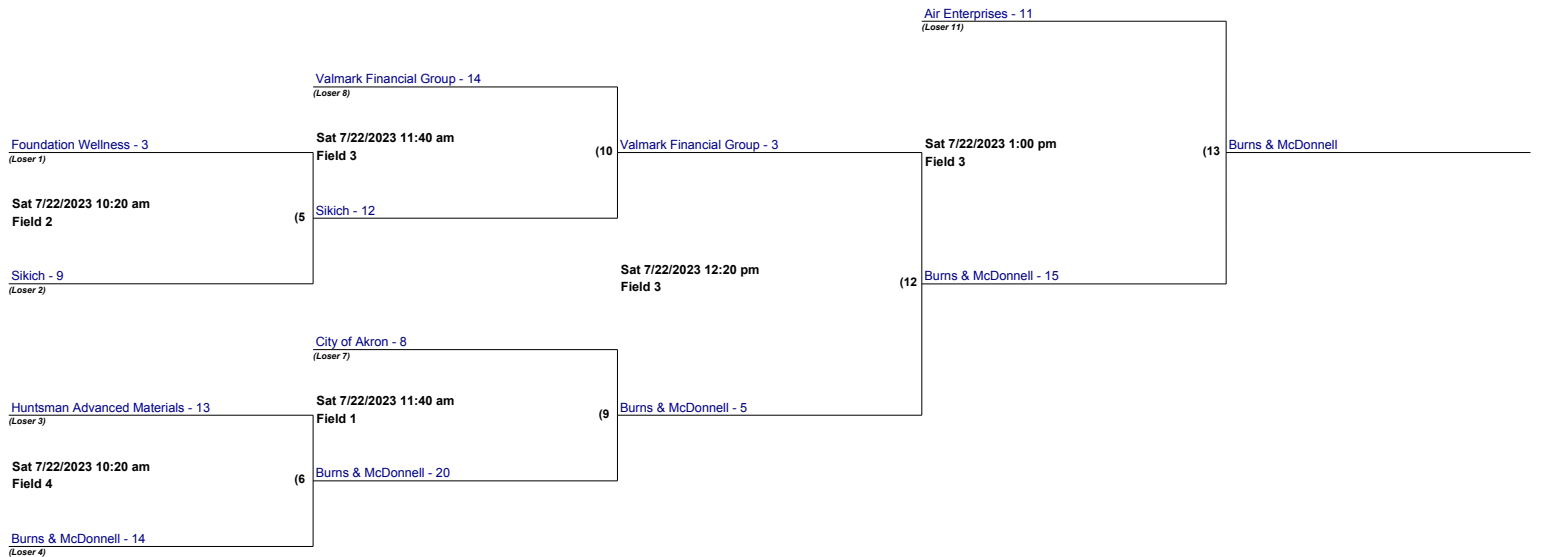 Air Enterprises - 11
(Loser 11)
Valmark Financial Group - 14
(Loser 8)
Foundation Wellness - 3
(Loser 1)
Sat 7/22/2023 11:40 am
Field 3
(10
Valmark Financial Group - 3
Sat 7/22/2023 1:00 pm
Field 3
(13
Burns & McDonnell
Sat 7/22/2023 10:20 am
Field 2
(5
Sikich - 12
Sikich - 9
(Loser 2)
Sat 7/22/2023 12:20 pm
Field 3
(12
Burns & McDonnell - 15
City of Akron - 8
(Loser 7)
Huntsman Advanced Materials - 13
(Loser 3)
Sat 7/22/2023 11:40 am
Field 1
(9
Burns & McDonnell - 5
Sat 7/22/2023 10:20 am
Field 4
(6
Burns & McDonnell - 20
Burns & McDonnell - 14
(Loser 4)